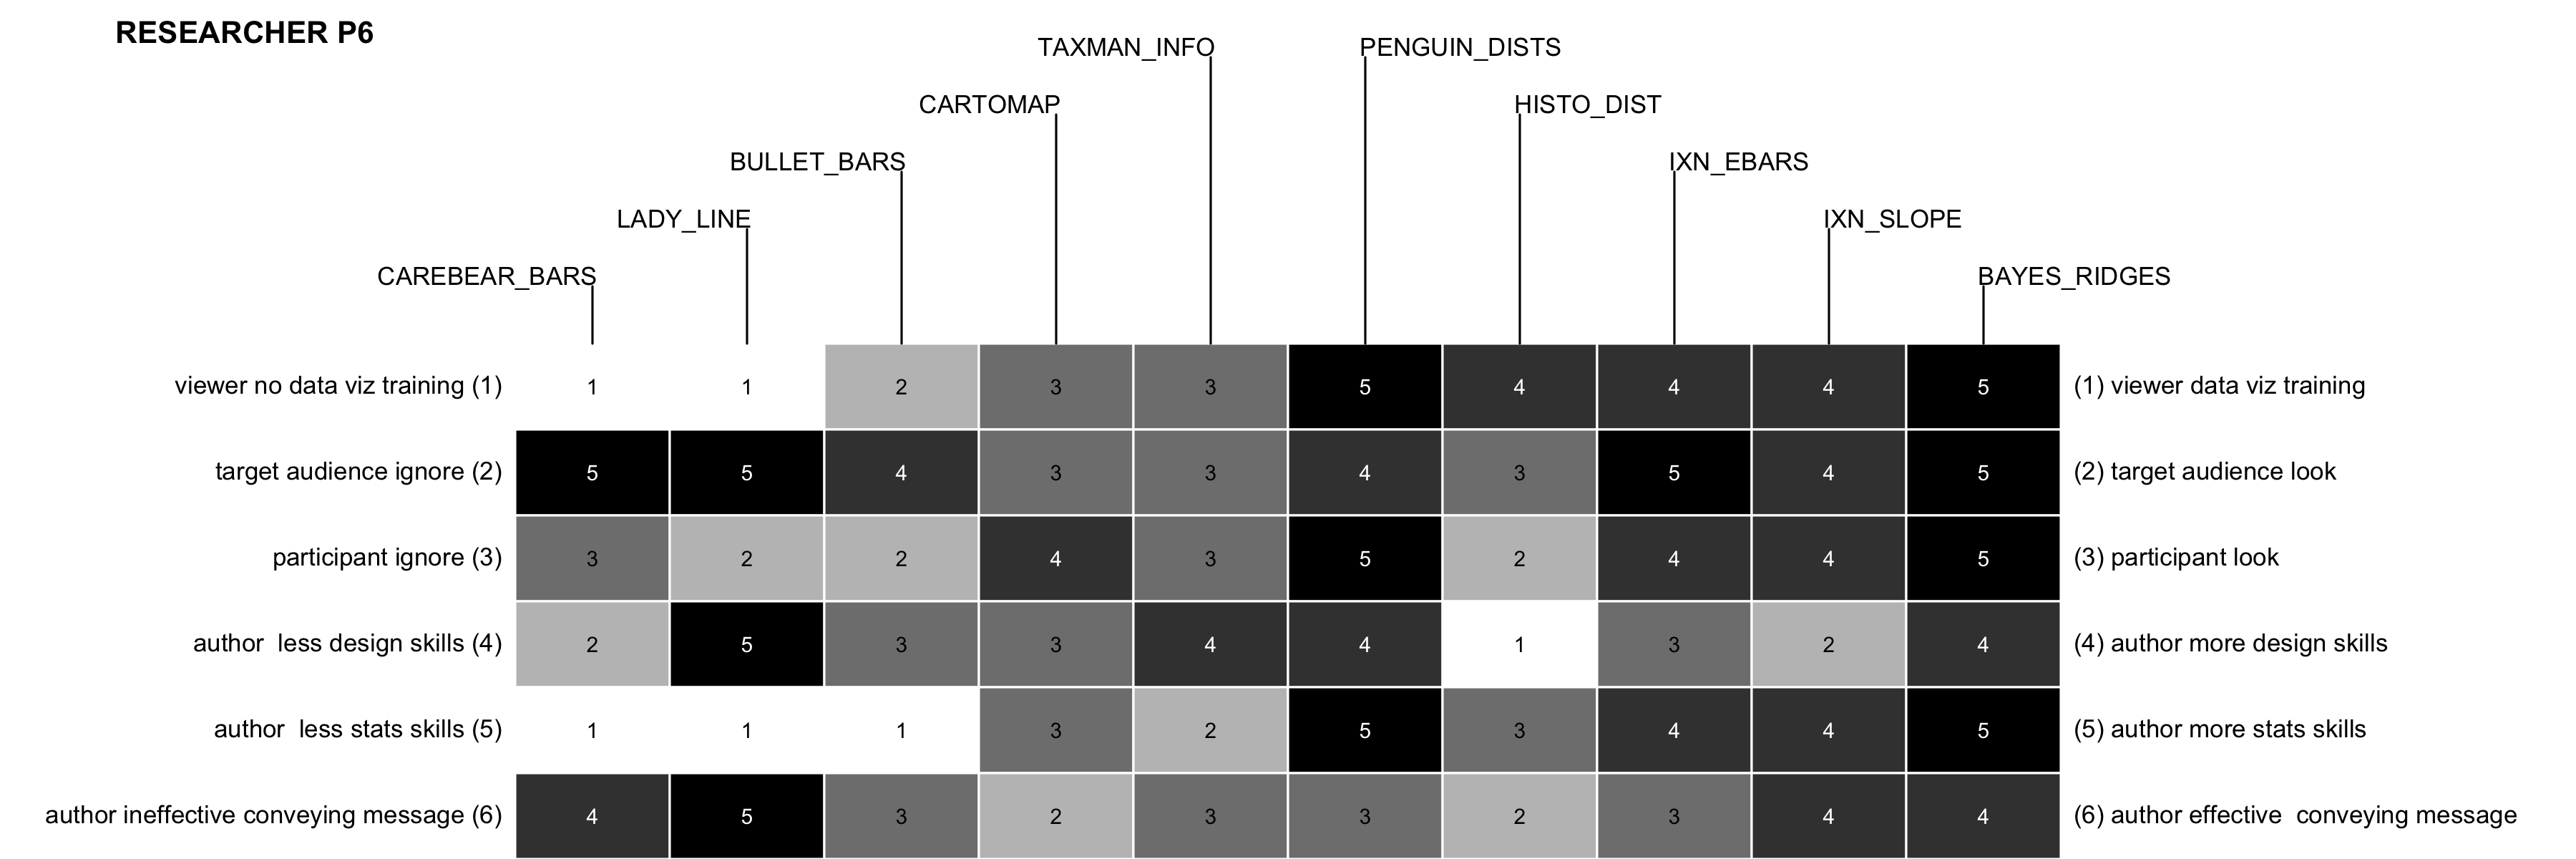 RESEARCHER P6
TAXMAN_INFO PENGUIN_DISTS
CARTOMAP HISTO_DIST
BULLET_BARS IXN_EBARS
LADY_LINE IXN_SLOPE
CAREBEAR_BARS BAYES_RIDGES
viewer no data viz training (1) 1 1 2 3 3 5 4 4 4 5 (1) viewer data viz training
target audience ignore (2) 5 5 4 3 3 4 3 5 4 5 (2) target audience look
participant ignore (3) 3 2 2 4 3 5 2 4 4 5 (3) participant look
author  less design skills (4) 2 5 3 3 4 4 1 3 2 4 (4) author more design skills
author  less stats skills (5) 1 1 1 3 2 5 3 4 4 5 (5) author more stats skills
author ineffective conveying message (6) 4 5 3 2 3 3 2 3 4 4 (6) author effective  conveying message